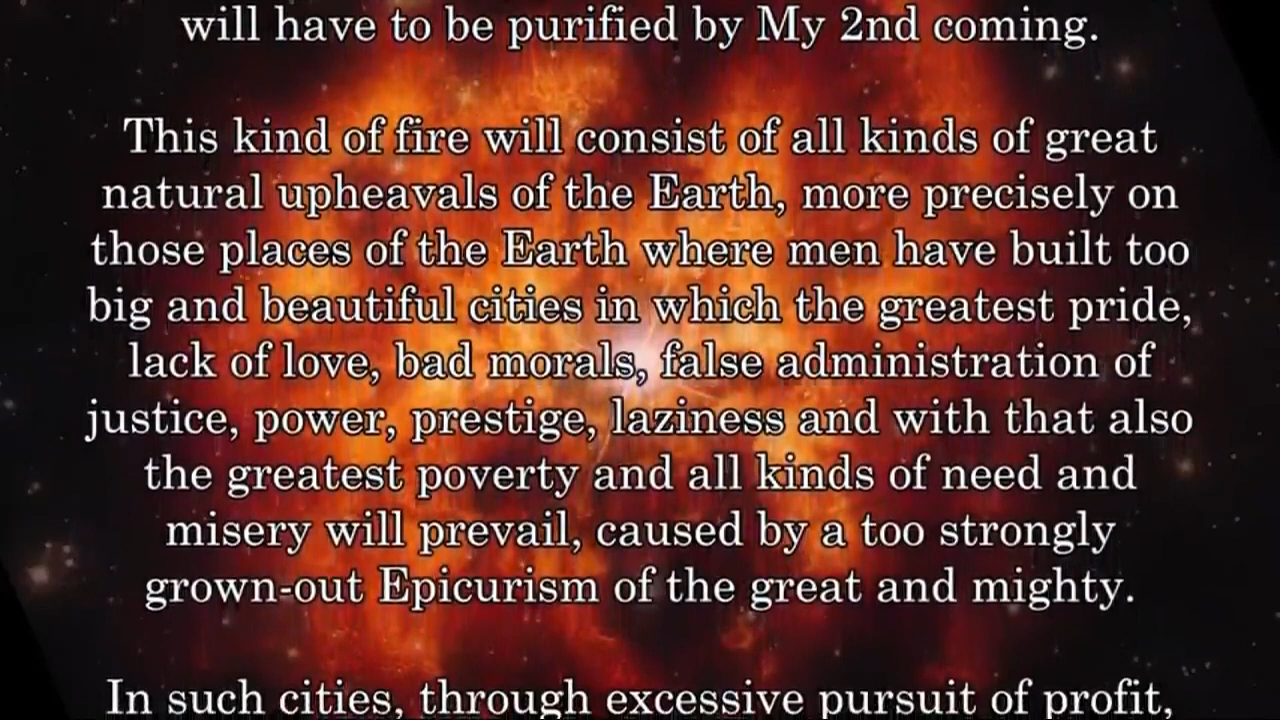 will have to be purified by My 2nd coming.
This kind of fire will consist of all kinds of great
natural upheavals of the Earth, more precisely on
those places of the Earth where men have built too
big and beautiful cities in which the greatest pride,
lack of love, bad morals, false administration of
justice, power, prestige, laziness and with that also
the greatest poverty and all kinds of need and
misery will prevail, caused by a too strongly
grown-out Epicurism of the great and mighty.
In such cities, through excessive pursuit of profit,